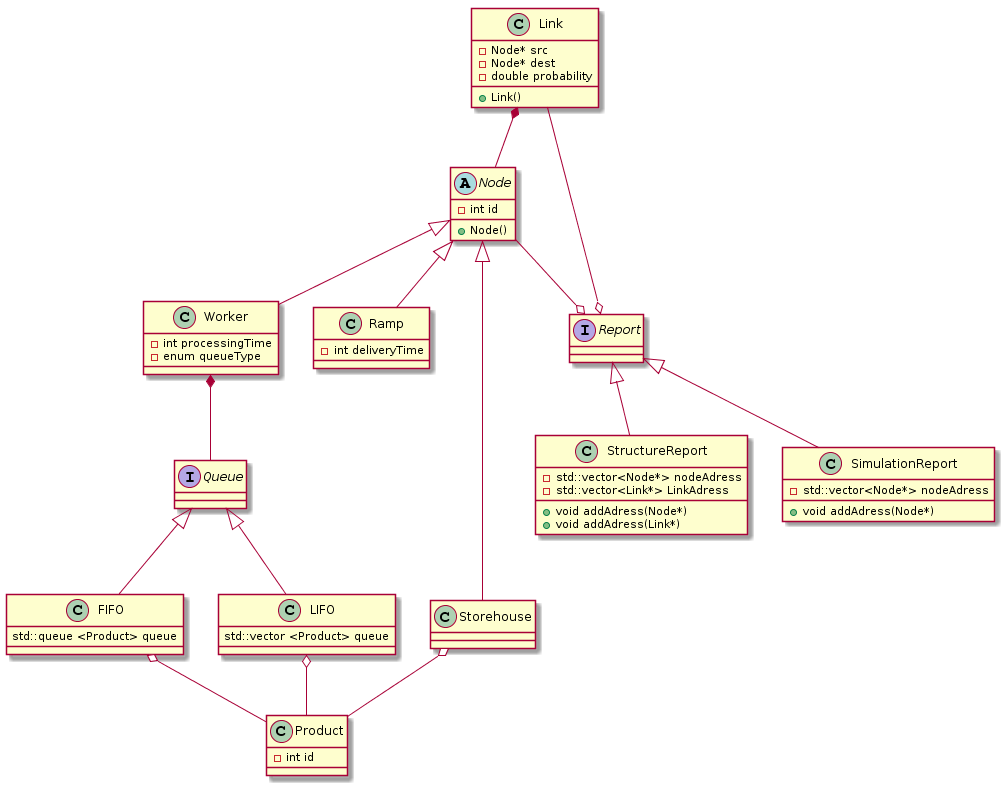 C Link
Node* src
Node* dest
double probability
Link()
A Node
int id
Node()
C Worker
int processingTime
enum queueType
C Ramp
int deliveryTime
I Report
I Queue
C StructureReport
std::vector<Node*> nodeAdress
std::vector<Link*> LinkAdress
void addAdress(Node*)
void addAdress(Link*)
C SimulationReport
std::vector<Node*> nodeAdress
void addAdress(Node*)
C FIFO
std::queue <Product> queue
C LIFO
std::vector <Product> queue
C Storehouse
C Product
int id